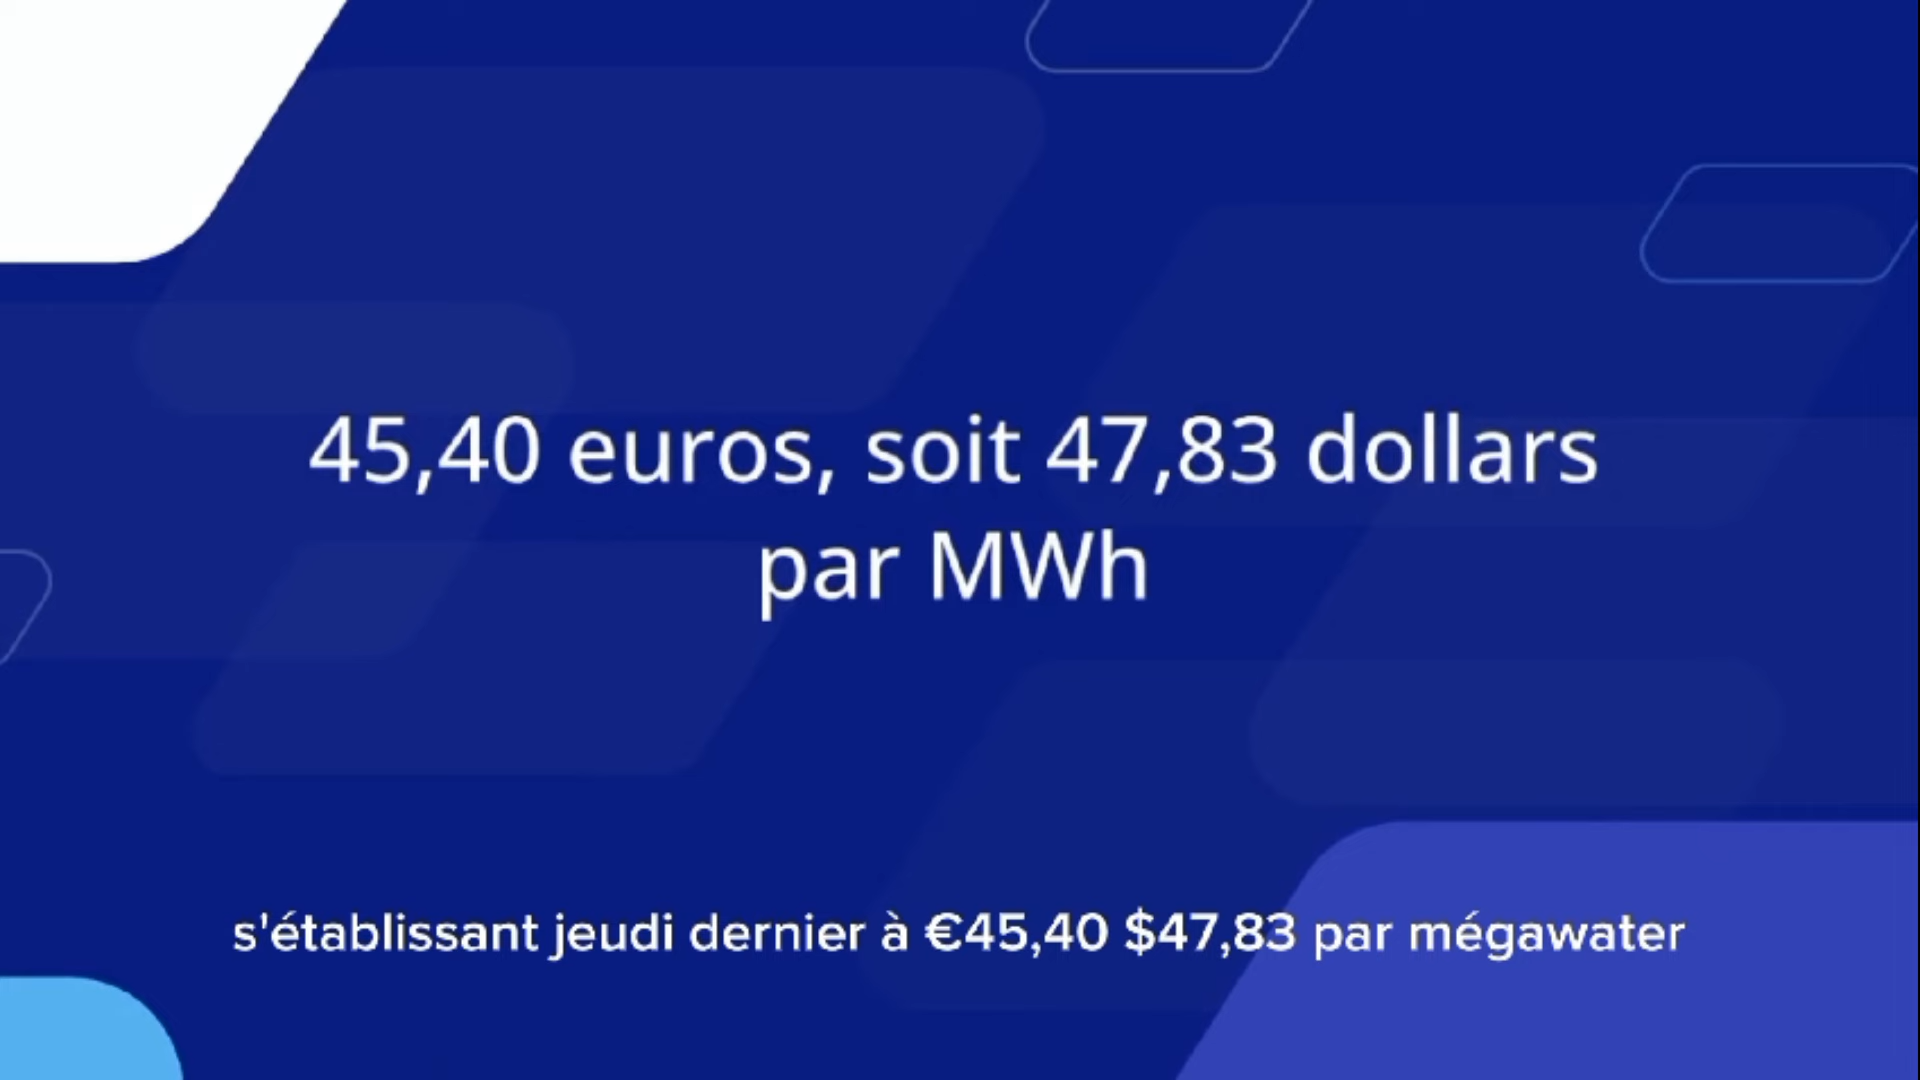 45,40 euros, soit 47,83 dollars
par MWh
s'établissant jeudi dernier à €45,40 $47,83 par mégawater